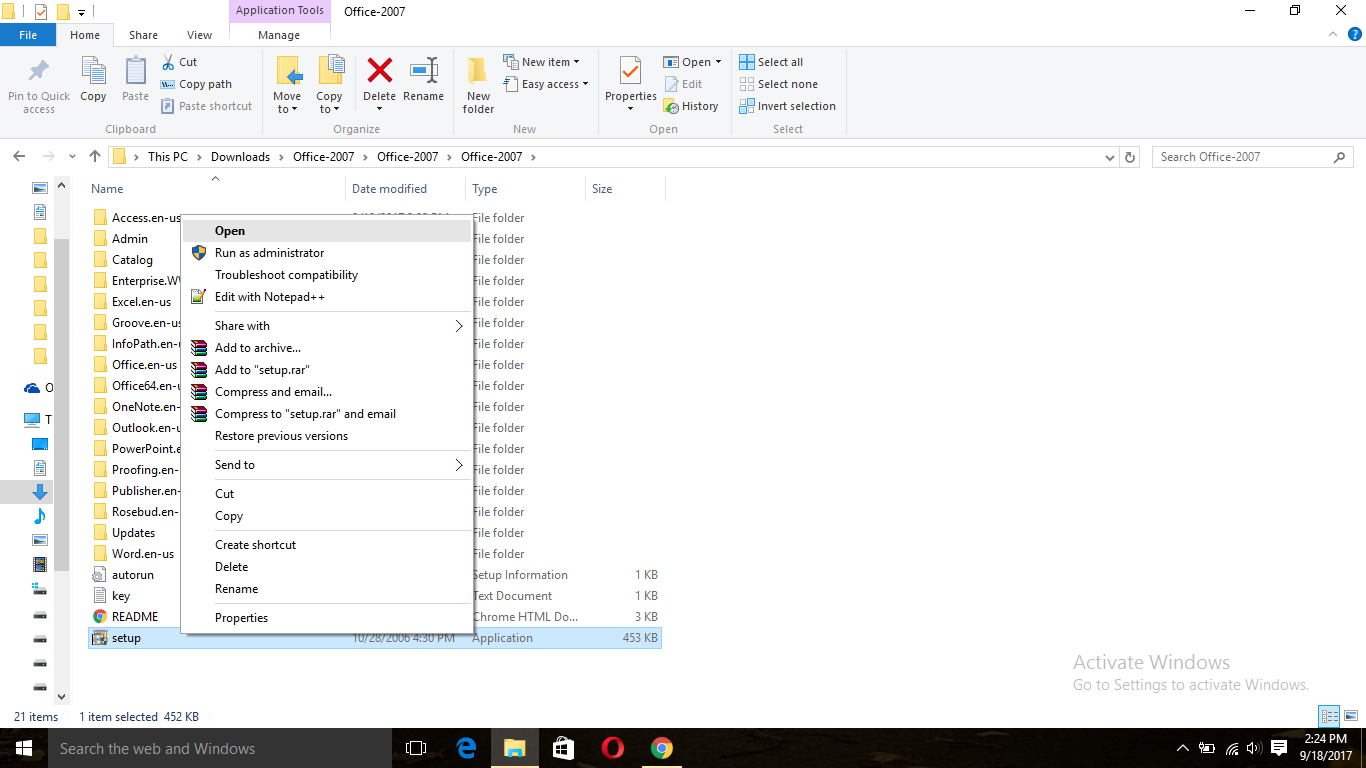 Application Tools Office-2007
File Home Share View Manage
Pin to Quick access
Copy
Paste
Cut
Copy path
Paste shortcut
Clipboard
Move to
Copy to
Delete
Rename
Organize
New folder
New item
Easy access
New
Properties
Open
Edit
History
Open
Select all
Select none
Invert selection
Select
This PC > Downloads > Office-2007 > Office-2007 > Office-2007 >
Search Office-2007
Name Date modified Type Size
Access.en-us File folder
Admin File folder
Catalog File folder
Enterprise.WW File folder
Excel.en-us File folder
Groove.en-us File folder
InfoPath.en- File folder
Office.en-us File folder
Office64.en-u File folder
OneNote.en- File folder
Outlook.en-u File folder
PowerPoint.e File folder
Proofing.en- File folder
Publisher.en- File folder
Rosebud.en- File folder
Updates File folder
Word.en-us File folder
autorun Setup Information 1 KB
key Text Document 1 KB
README Chrome HTML Do... 3 KB
setup 10/28/2006 4:30 PM Application 453 KB
O
T
Open
Run as administrator
Troubleshoot compatibility
Edit with Notepad++
Share with
Add to archive...
Add to "setup.rar"
Compress and email...
Compress to "setup.rar" and email
Restore previous versions
Send to
Cut
Copy
Create shortcut
Delete
Rename
Properties
Activate Windows
Go to Settings to activate Windows.
21 items 1 item selected 452 KB
Search the web and Windows
2:24 PM
9/18/2017